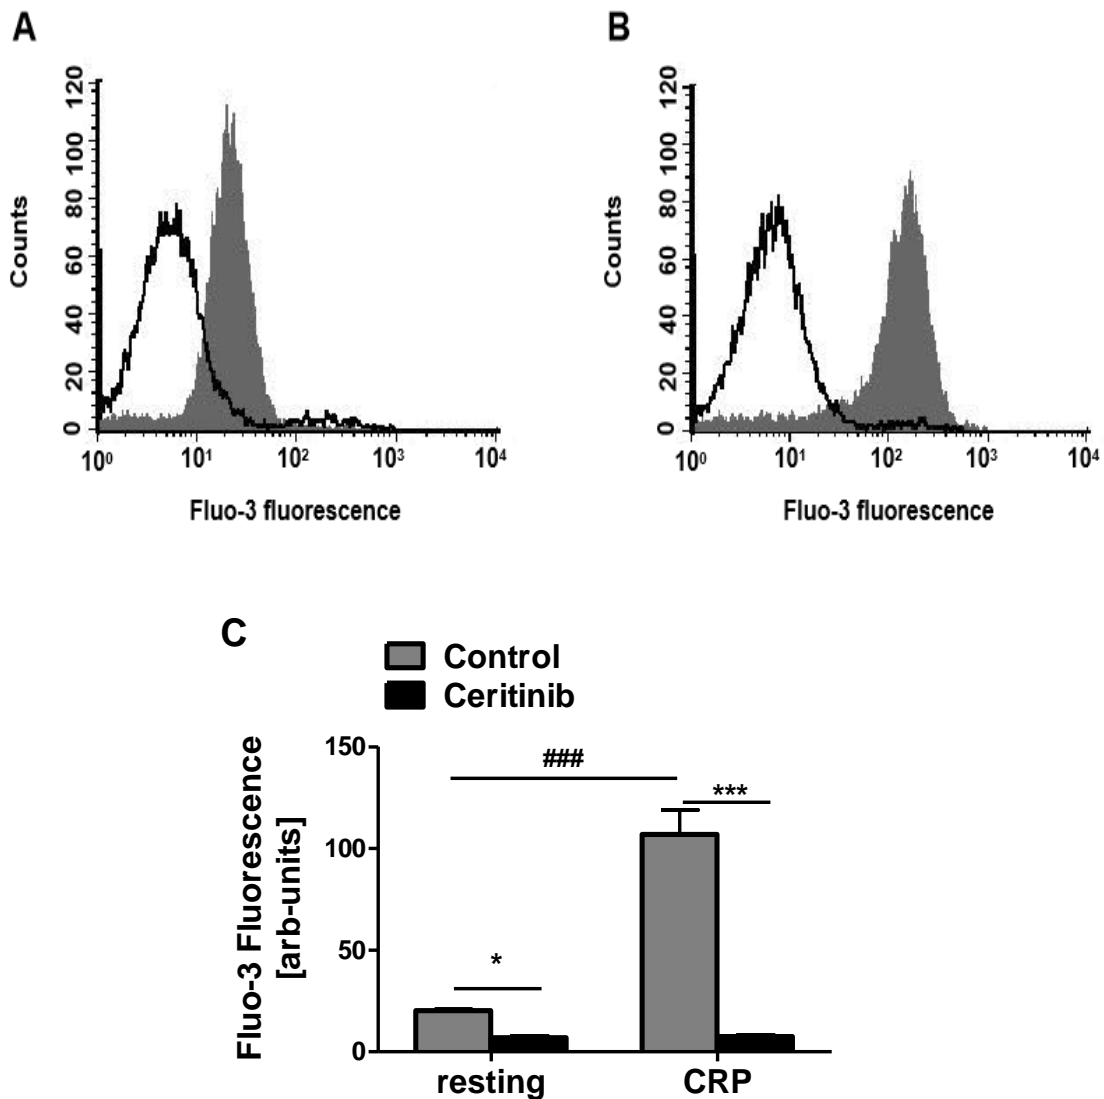 A
120
100
80
60
40
20
0
Counts
10⁰ 10¹ 10² 10³ 10⁴
Fluo-3 fluorescence
B
120
100
80
60
40
20
0
Counts
10⁰ 10¹ 10² 10³ 10⁴
Fluo-3 fluorescence
C
Control
Ceritinib
Fluo-3 Fluorescence
[arb-units]
150
100
50
0
###
***
*
resting CRP